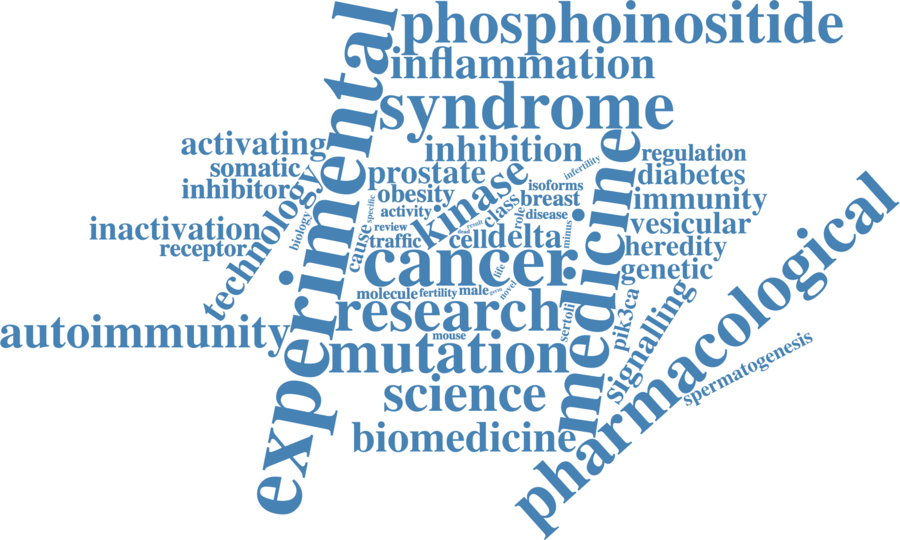 phosphoinositide
experimental
inflammation
syndrome
activating
inhibition
medicine
regulation
somatic
prostate
kinase
infertility
diabetes
inhibitor
technology
obesity
isoforms
class
breast
immunity
specific
activity
role
disease
vesicular
inactivation
biology
cause
review
result
dead
minus
receptor
traffic
cell
delta
heredity
cancer
life
genetic
pharmacological
molecule
fertility
male
novel
research
sertoli
pik3ca
signalling
autoimmunity
mouse
mutation
spermatogenesis
science
biomedicine